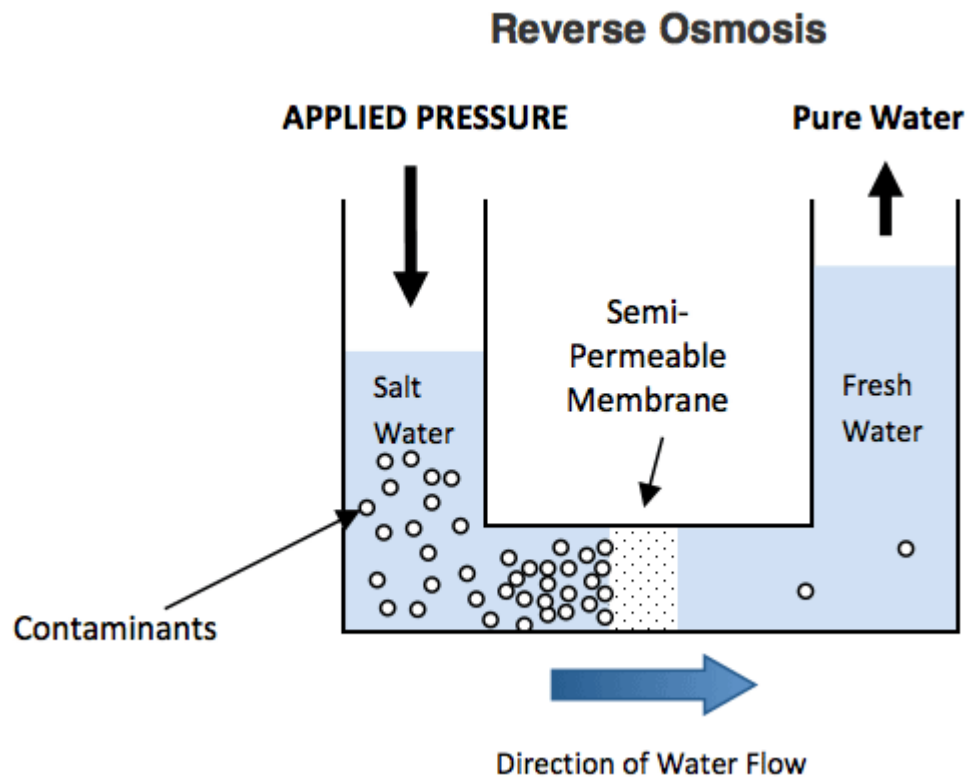 Reverse Osmosis
APPLIED PRESSURE
Pure Water
Semi-
Permeable
Membrane
Salt
Water
Fresh
Water
Contaminants
Direction of Water Flow